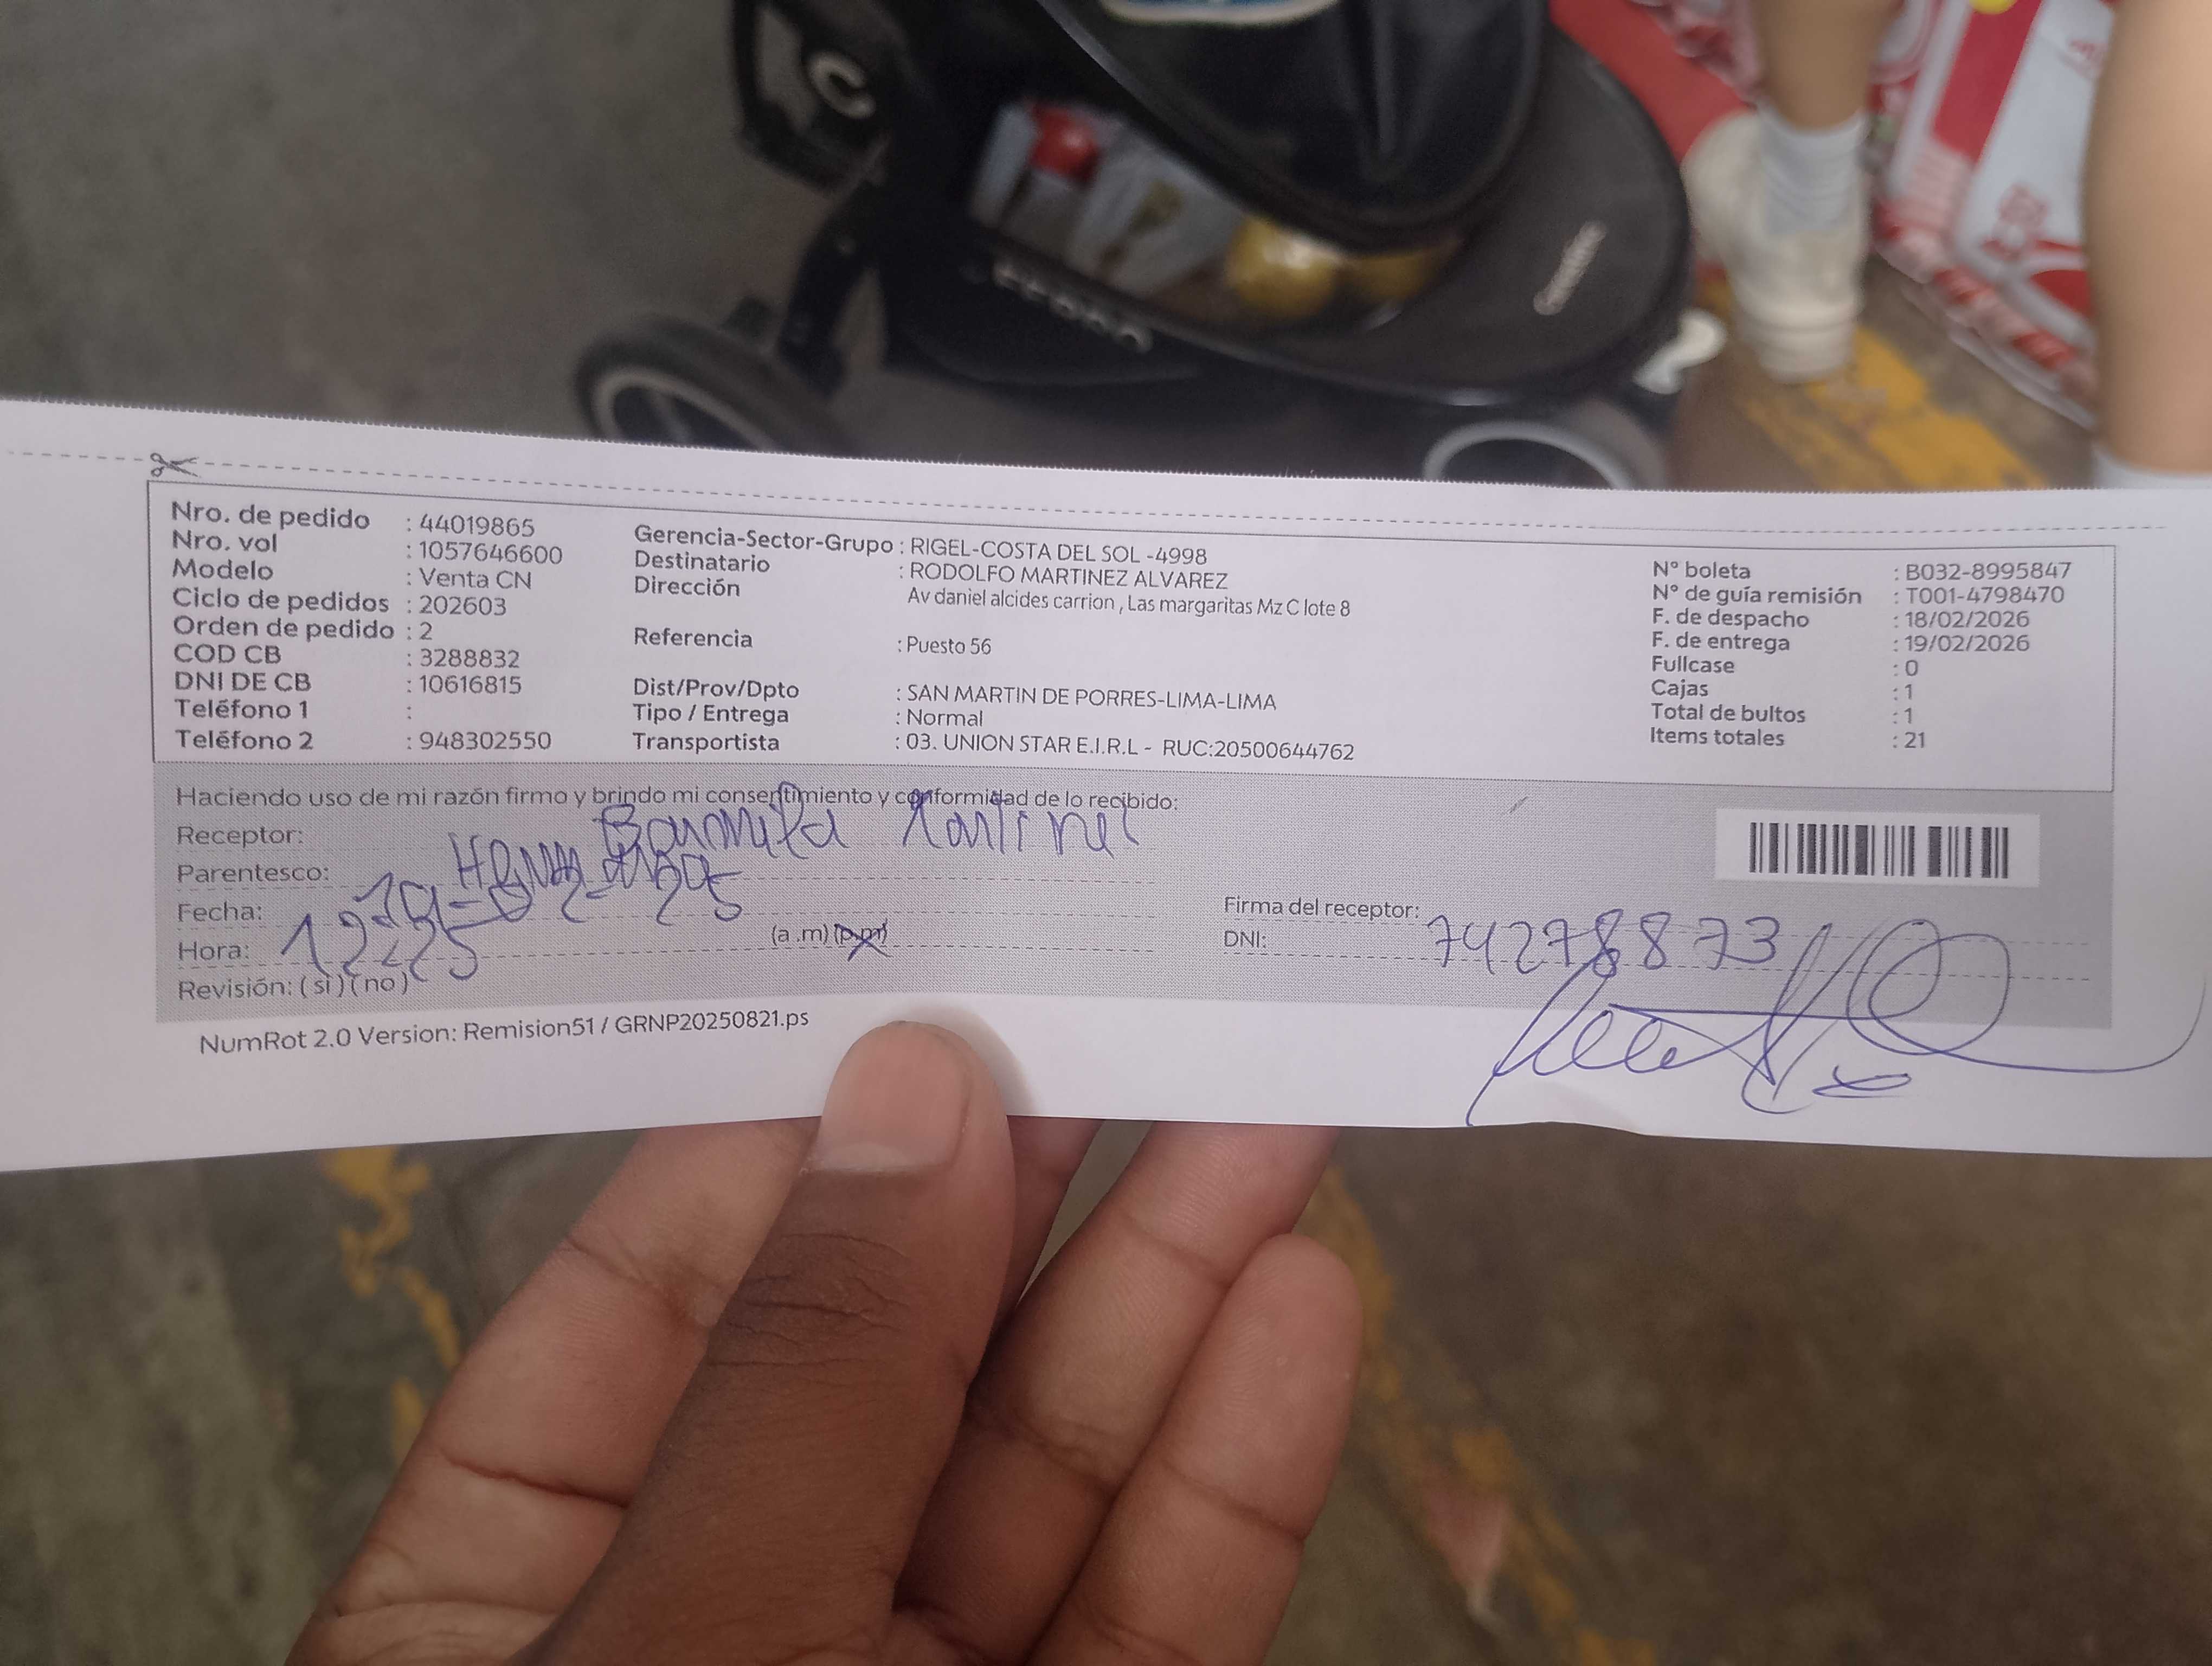 Nro. de pedido : 44019865
Nro. vol : 1057646600
Modelo : Venta CN
Ciclo de pedidos : 202603
Orden de pedido : 2
COD CB : 3288832
DNI DE CB : 10616815
Teléfono 1 :
Teléfono 2 : 948302550
Gerencia-Sector-Grupo : RIGEL-COSTA DEL SOL -4998
Destinatario : RODOLFO MARTINEZ ALVAREZ
Dirección Av daniel alcides carrion , Las margaritas Mz C lote 8
Referencia : Puesto 56
Dist/Prov/Dpto : SAN MARTIN DE PORRES-LIMA-LIMA
Tipo / Entrega : Normal
Transportista : 03. UNION STAR E.I.R.L - RUC:20500644762
N° boleta : B032-8995847
N° de guía remisión : T001-4798470
F. de despacho : 18/02/2026
F. de entrega : 19/02/2026
Fullcase : 0
Cajas : 1
Total de bultos : 1
Items totales : 21
Haciendo uso de mi razón firmo y brindo mi consentimiento y conformidad de lo recibido:
Receptor:
Parentesco:
Fecha: 19-02-25
Hora: 12:25 (a.m) (p.m)
Revisión: ( si ) ( no )
Firma del receptor:
DNI: 74278873
NumRot 2.0 Version: Remision51 / GRNP20250821.ps